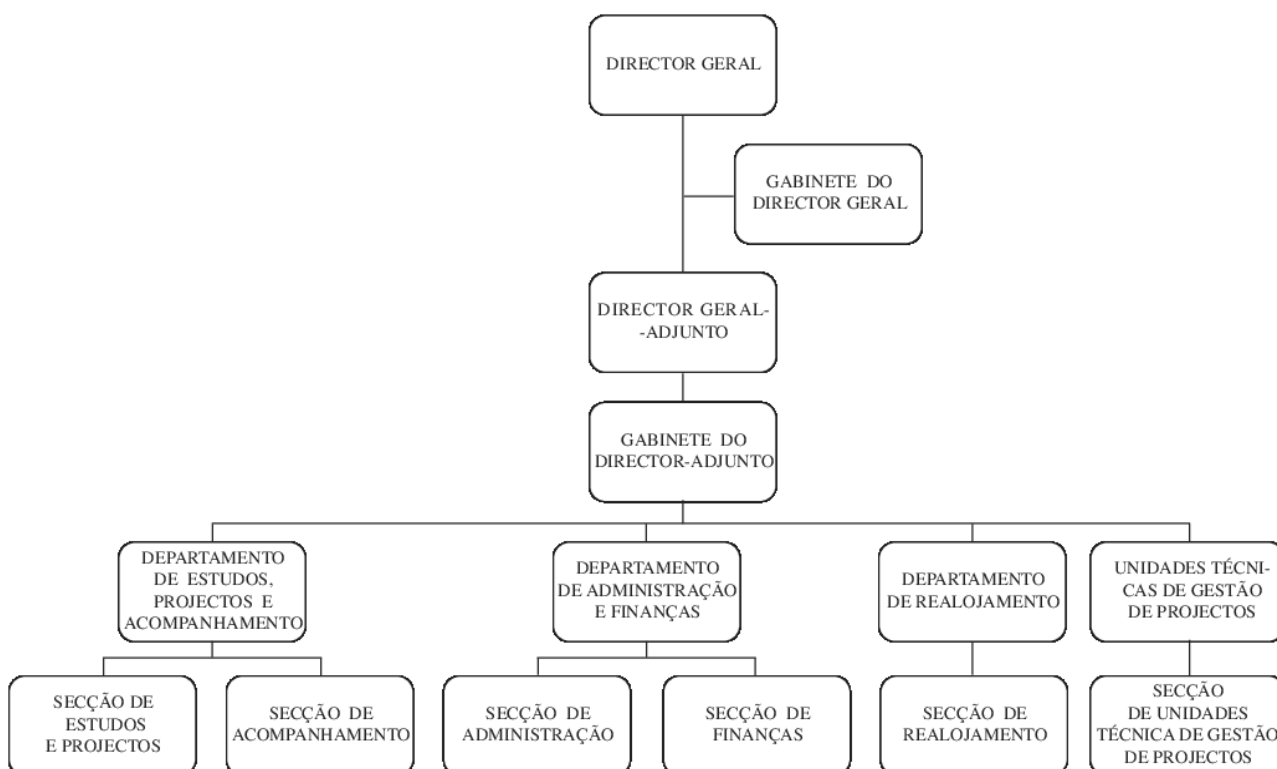 DIRECTOR GERAL
GABINETE DO
DIRECTOR GERAL
DIRECTOR GERAL-
-ADJUNTO
GABINETE DO
DIRECTOR-ADJUNTO
DEPARTAMENTO
DE ESTUDOS,
PROJECTOS E
ACOMPANHAMENTO
DEPARTAMENTO
DE ADMINISTRAÇÃO
E FINANÇAS
DEPARTAMENTO
DE REALOJAMENTO
UNIDADES TÉCNI-
CAS DE GESTÃO
DE PROJECTOS
SECÇÃO DE
ESTUDOS
E PROJECTOS
SECÇÃO DE
ACOMPANHAMENTO
SECÇÃO DE
ADMINISTRAÇÃO
SECÇÃO DE
FINANÇAS
SECÇÃO DE
REALOJAMENTO
SECÇÃO
DE UNIDADES
TÉCNICA DE GESTÃO
DE PROJECTOS